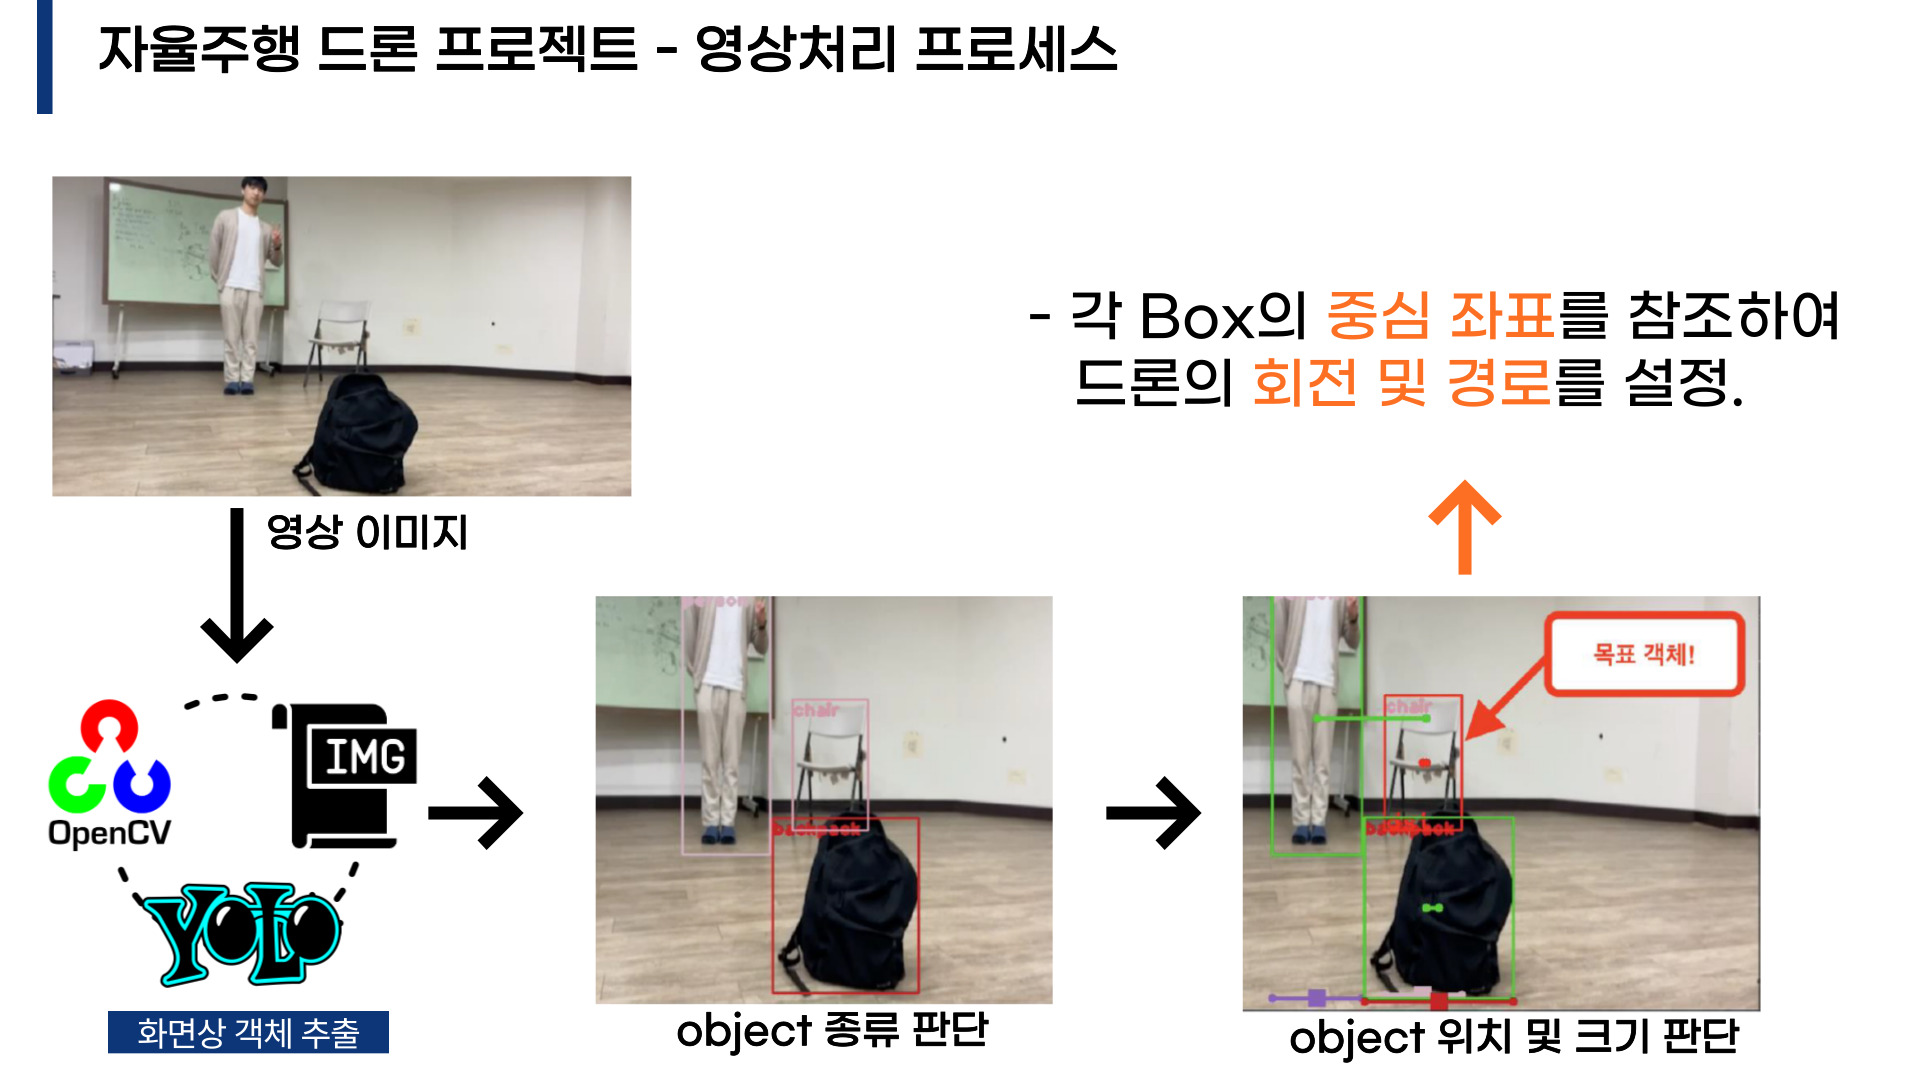 자율주행 드론 프로젝트 - 영상처리 프로세스
영상 이미지
- 각 Box의 중심 좌표를 참조하여
드론의 회전 및 경로를 설정.
OpenCV
IMG
YOLO
화면상 객체 추출
person
chair
backpack
object 종류 판단
목표 객체!
chair
backpack
object 위치 및 크기 판단